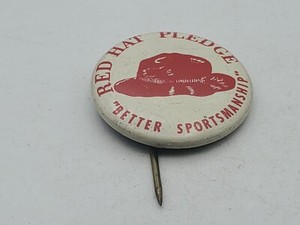 RED HAT PLEDGE
"BETTER SPORTSMANSHIP"